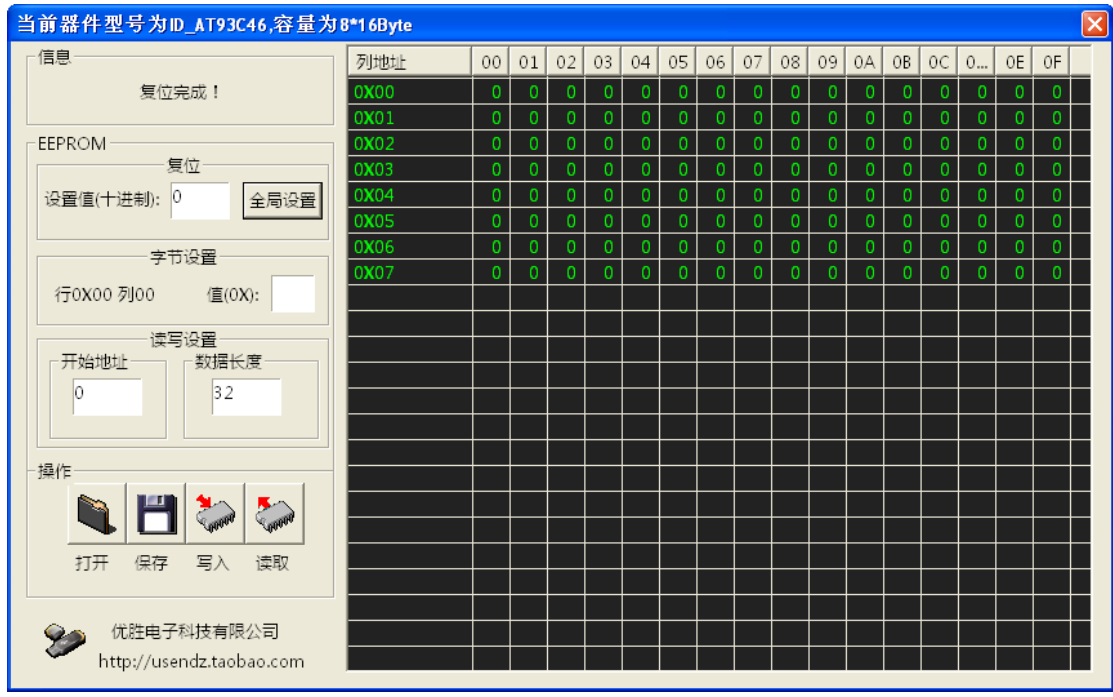 当前器件型号为ID_AT93C46,容量为8*16Byte
信息
复位完成！
EEPROM
复位
设置值(十进制): 0 全局设置
字节设置
行0X00 列00 值(0X):
读写设置
开始地址 数据长度
0 32
操作
打开 保存 写入 读取
优胜电子科技有限公司
http://usendz.taobao.com
列地址 00 01 02 03 04 05 06 07 08 09 0A 0B 0C 0... 0E 0F
0X00 0 0 0 0 0 0 0 0 0 0 0 0 0 0 0 0
0X01 0 0 0 0 0 0 0 0 0 0 0 0 0 0 0 0
0X02 0 0 0 0 0 0 0 0 0 0 0 0 0 0 0 0
0X03 0 0 0 0 0 0 0 0 0 0 0 0 0 0 0 0
0X04 0 0 0 0 0 0 0 0 0 0 0 0 0 0 0 0
0X05 0 0 0 0 0 0 0 0 0 0 0 0 0 0 0 0
0X06 0 0 0 0 0 0 0 0 0 0 0 0 0 0 0 0
0X07 0 0 0 0 0 0 0 0 0 0 0 0 0 0 0 0